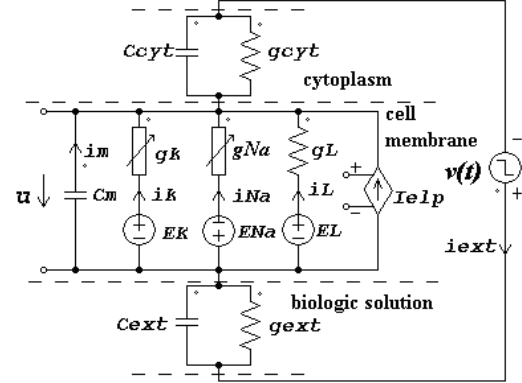 Ccyt gcyt
cytoplasm
cell
membrane
im gk gNa gL
u Cm ik iNa iL Ielp v(t)
EK ENa EL
iext
biologic solution
Cext gext